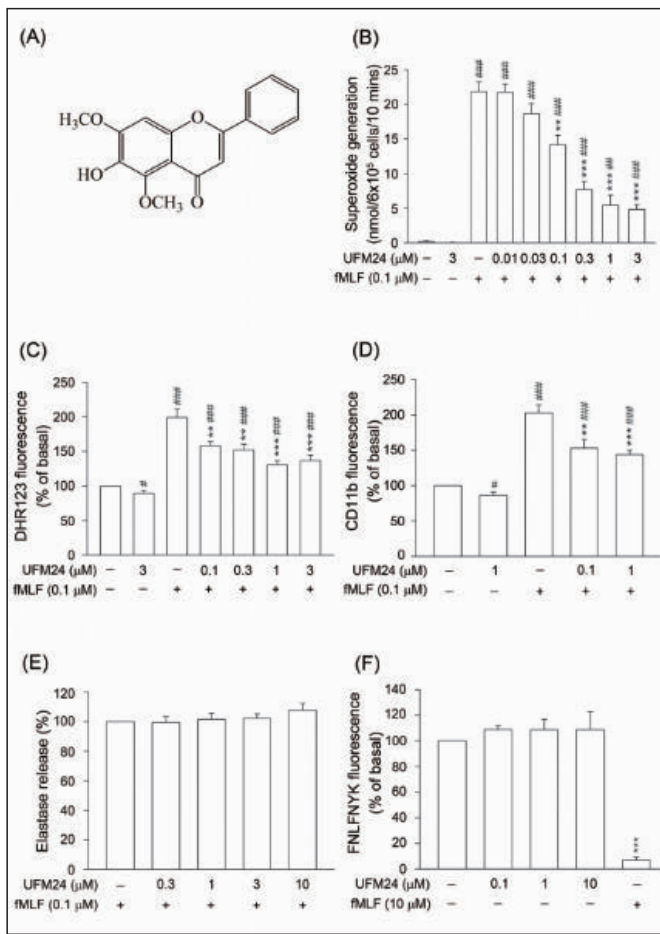 (A)
O
H₃CO
HO
OCH₃
O
(B)
Superoxide generation
(nmol/6x10⁵ cells/10 mins)
25
20
15
10
5
0
###
###
###
** ###
*** ###
*** ##
*** ###
UFM24 (μM) – 3 – 0.01 0.03 0.1 0.3 1 3
fMLF (0.1 μM) – – + + + + + + +
(C)
DHR123 fluorescence
(% of basal)
250
200
150
100
50
0
#
###
** ###
** ###
*** ###
*** ###
UFM24 (μM) – 3 – 0.1 0.3 1 3
fMLF (0.1 μM) – – + + + + +
(D)
CD11b fluorescence
(% of basal)
250
200
150
100
50
0
#
###
** ###
*** ###
UFM24 (μM) – 1 – 0.1 1
fMLF (0.1 μM) – – + + +
(E)
Elastase release (%)
120
100
80
60
40
20
0
UFM24 (μM) – 0.3 1 3 10
fMLF (0.1 μM) + + + + +
(F)
FNLFNYK fluorescence
(% of basal)
140
120
100
80
60
40
20
0
***
UFM24 (μM) – 0.1 1 10 –
fMLF (10 μM) – – – – +